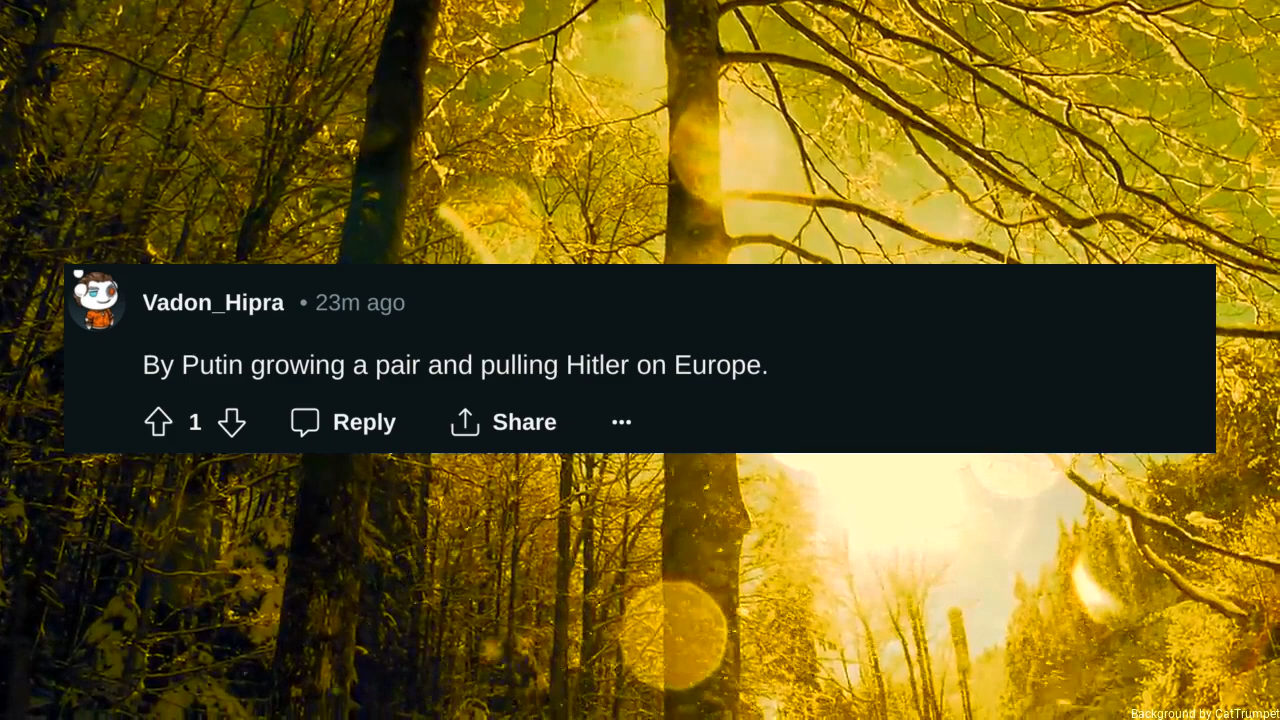 Vadon_Hipra • 23m ago
By Putin growing a pair and pulling Hitler on Europe.
1 Reply Share •••
Background by CatTrumpet